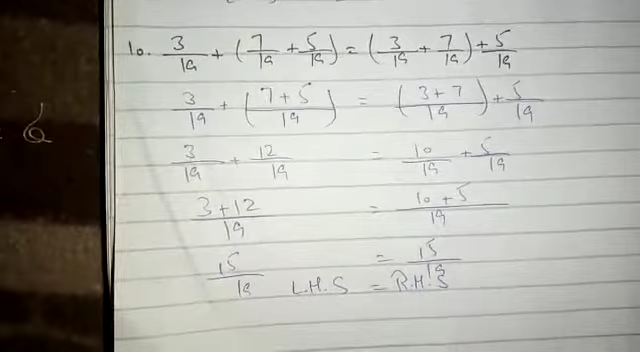 10. 3/19 + (7/19 + 5/19) = (3/19 + 7/19) + 5/19
3/19 + (7 + 5/19) = (3 + 7/19) + 5/19
3/19 + 12/19 = 10/19 + 5/19
3 + 12/19 = 10 + 5/19
15/19 = 15/19
L.H.S = R.H.S